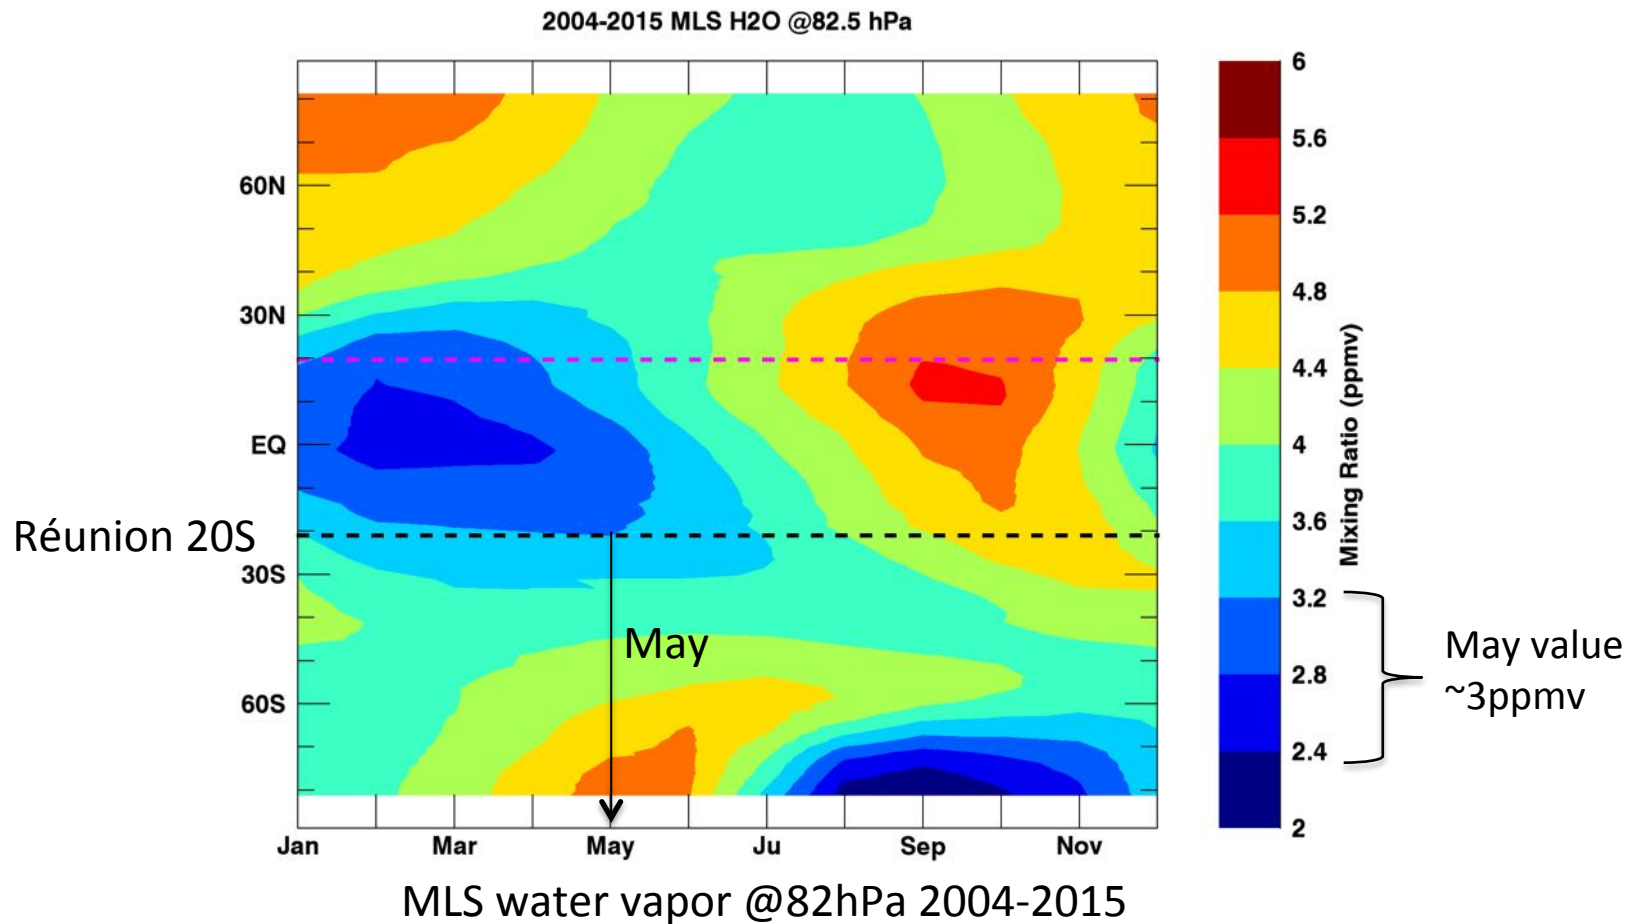 2004-2015 MLS H2O @82.5 hPa
60N
30N
EQ
30S
60S
Réunion 20S
May
Jan
Mar
May
Ju
Sep
Nov
6
5.6
5.2
4.8
4.4
4
3.6
3.2
2.8
2.4
2
Mixing Ratio (ppmv)
May value
~3ppmv
MLS water vapor @82hPa 2004-2015